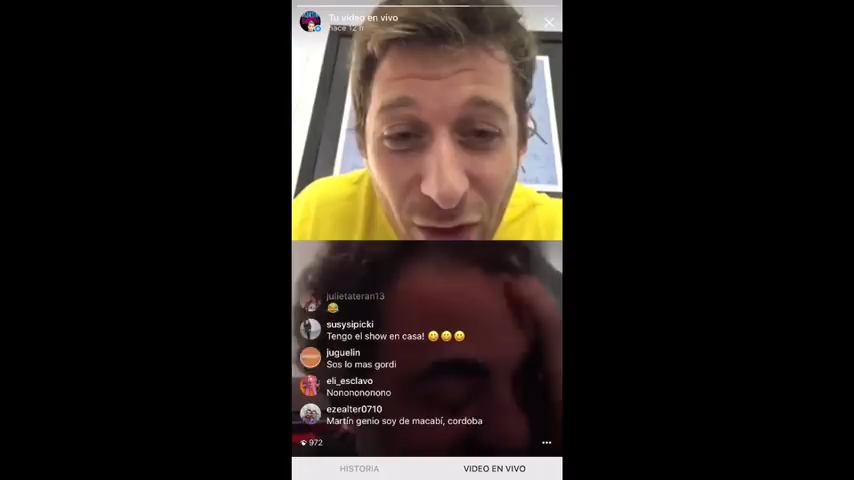 Tu video en vivo
hace 12 h
julietateran13
😂
susysipicki
Tengo el show en casa! 😀😀😀
juguelin
Sos lo mas gordi
eli_esclavo
Nonononoono
ezealter0710
Martín genio soy de macabí, cordoba
972
HISTORIA
VIDEO EN VIVO